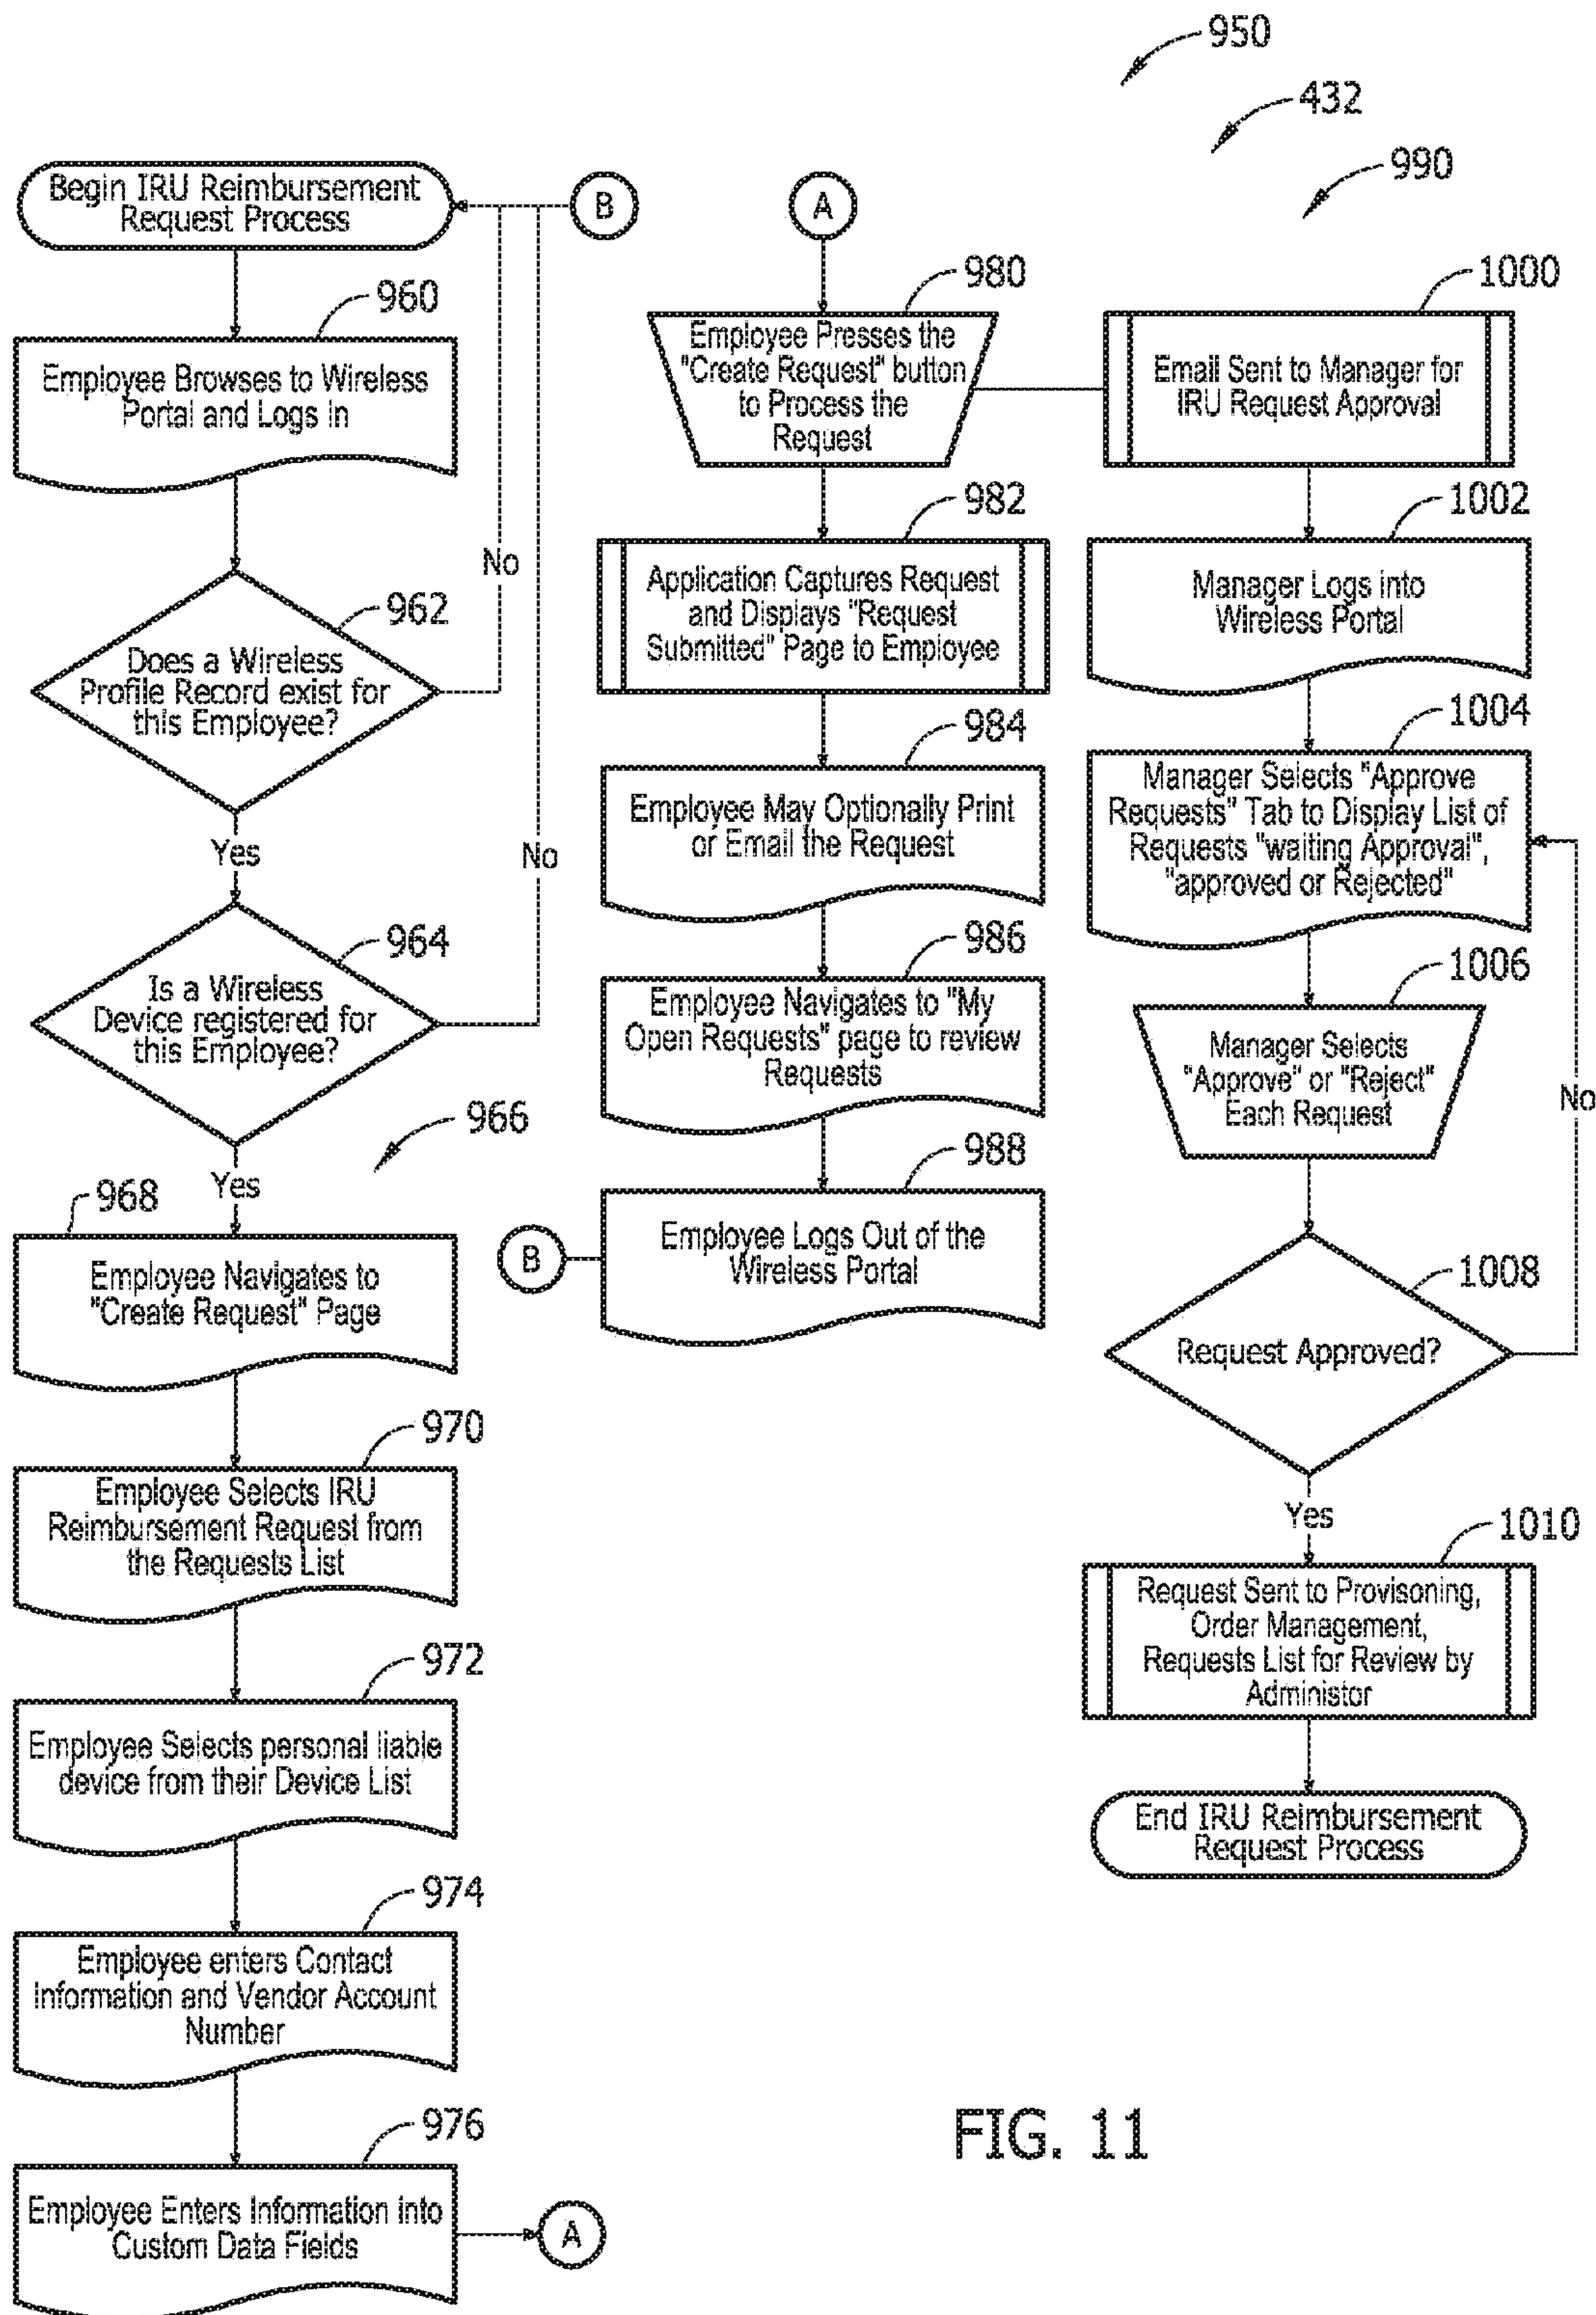 950
432
990
Begin IRU Reimbursement
Request Process
B
960
Employee Browses to Wireless
Portal and Logs In
962
Does a Wireless
Profile Record exist for
this Employee?
No
Yes
964
Is a Wireless
Device registered for
this Employee?
No
Yes
966
968
Employee Navigates to
"Create Request" Page
970
Employee Selects IRU
Reimbursement Request from
the Requests List
972
Employee Selects personal liable
device from their Device List
974
Employee enters Contact
Information and Vendor Account
Number
976
Employee Enters Information into
Custom Data Fields
A
A
980
Employee Presses the
"Create Request" button
to Process the
Request
982
Application Captures Request
and Displays "Request
Submitted" Page to Employee
984
Employee May Optionally Print
or Email the Request
986
Employee Navigates to "My
Open Requests" page to review
Requests
988
Employee Logs Out of the
Wireless Portal
B
1000
Email Sent to Manager for
IRU Request Approval
1002
Manager Logs into
Wireless Portal
1004
Manager Selects "Approve
Requests" Tab to Display List of
Requests "waiting Approval",
"approved or Rejected"
1006
Manager Selects
"Approve" or "Reject"
Each Request
No
1008
Request Approved?
Yes
1010
Request Sent to Provisoning,
Order Management,
Requests List for Review by
Administor
End IRU Reimbursement
Request Process
FIG. 11